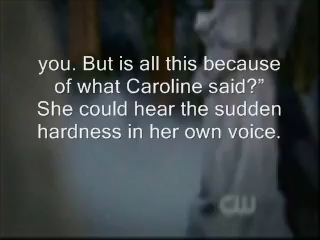 you. But is all this because
of what Caroline said?”
She could hear the sudden
hardness in her own voice.
CW